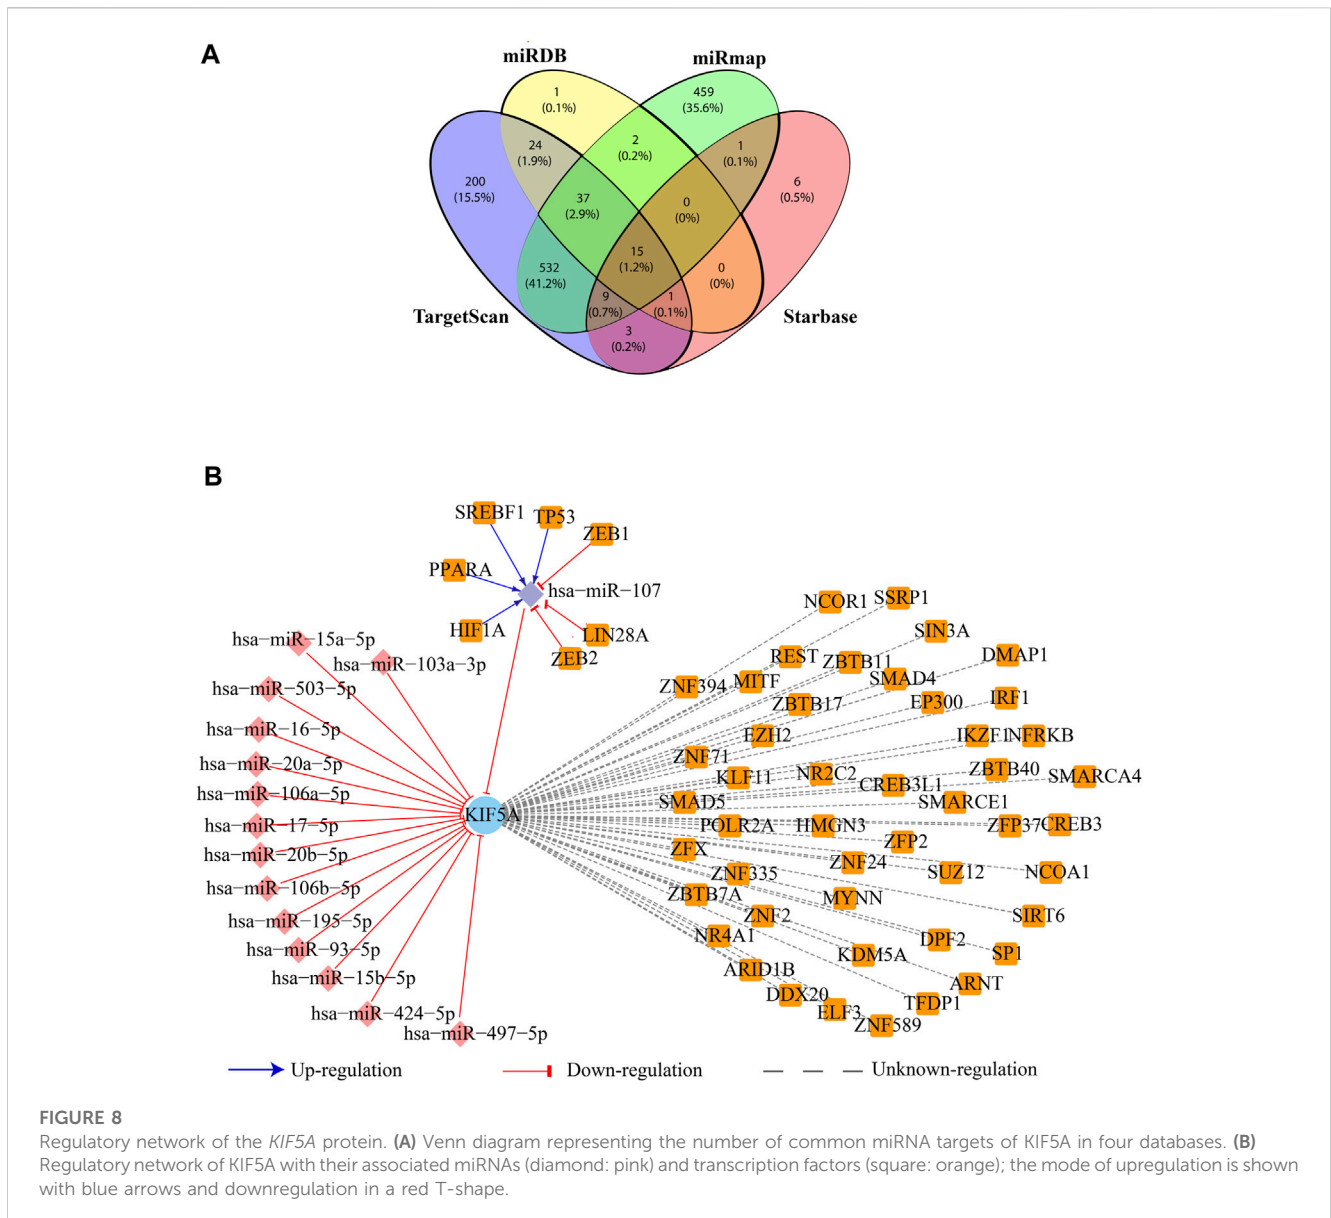 A
miRDB
miRmap
1
(0.1%)
459
(35.6%)
24
(1.9%)
2
(0.2%)
1
(0.1%)
200
(15.5%)
37
(2.9%)
0
(0%)
6
(0.5%)
532
(41.2%)
15
(1.2%)
0
(0%)
9
(0.7%)
1
(0.1%)
3
(0.2%)
TargetScan
Starbase
B
SREBF1
TP53
ZEB1
PPARA
hsa−miR−107
HIF1A
LIN28A
ZEB2
hsa−miR−15a−5p
hsa−miR−103a−3p
hsa−miR−503−5p
hsa−miR−16−5p
hsa−miR−20a−5p
hsa−miR−106a−5p
hsa−miR−17−5p
hsa−miR−20b−5p
hsa−miR−106b−5p
hsa−miR−195−5p
hsa−miR−93−5p
hsa−miR−15b−5p
hsa−miR−424−5p
hsa−miR−497−5p
KIF5A
NCOR1
SSRP1
SIN3A
REST
ZBTB11
DMAP1
ZNF394
MITF
SMAD4
ZBTB17
EP300
IRF1
EZH2
IKZF1
NFRKB
ZNF71
KLF11
NR2C2
ZBTB40
SMARCA4
CREB3L1
SMAD5
SMARCE1
POLR2A
HMGN3
ZFP37
CREB3
ZFX
ZFP2
ZNF335
ZNF24
SUZ12
NCOA1
ZBTB7A
MYNN
ZNF2
SIRT6
NR4A1
DPF2
KDM5A
SP1
ARID1B
ARNT
DDX20
TFDP1
ELF3
ZNF589
Up-regulation
Down-regulation
Unknown-regulation
FIGURE 8
Regulatory network of the KIF5A protein. (A) Venn diagram representing the number of common miRNA targets of KIF5A in four databases. (B)
Regulatory network of KIF5A with their associated miRNAs (diamond: pink) and transcription factors (square: orange); the mode of upregulation is shown
with blue arrows and downregulation in a red T-shape.